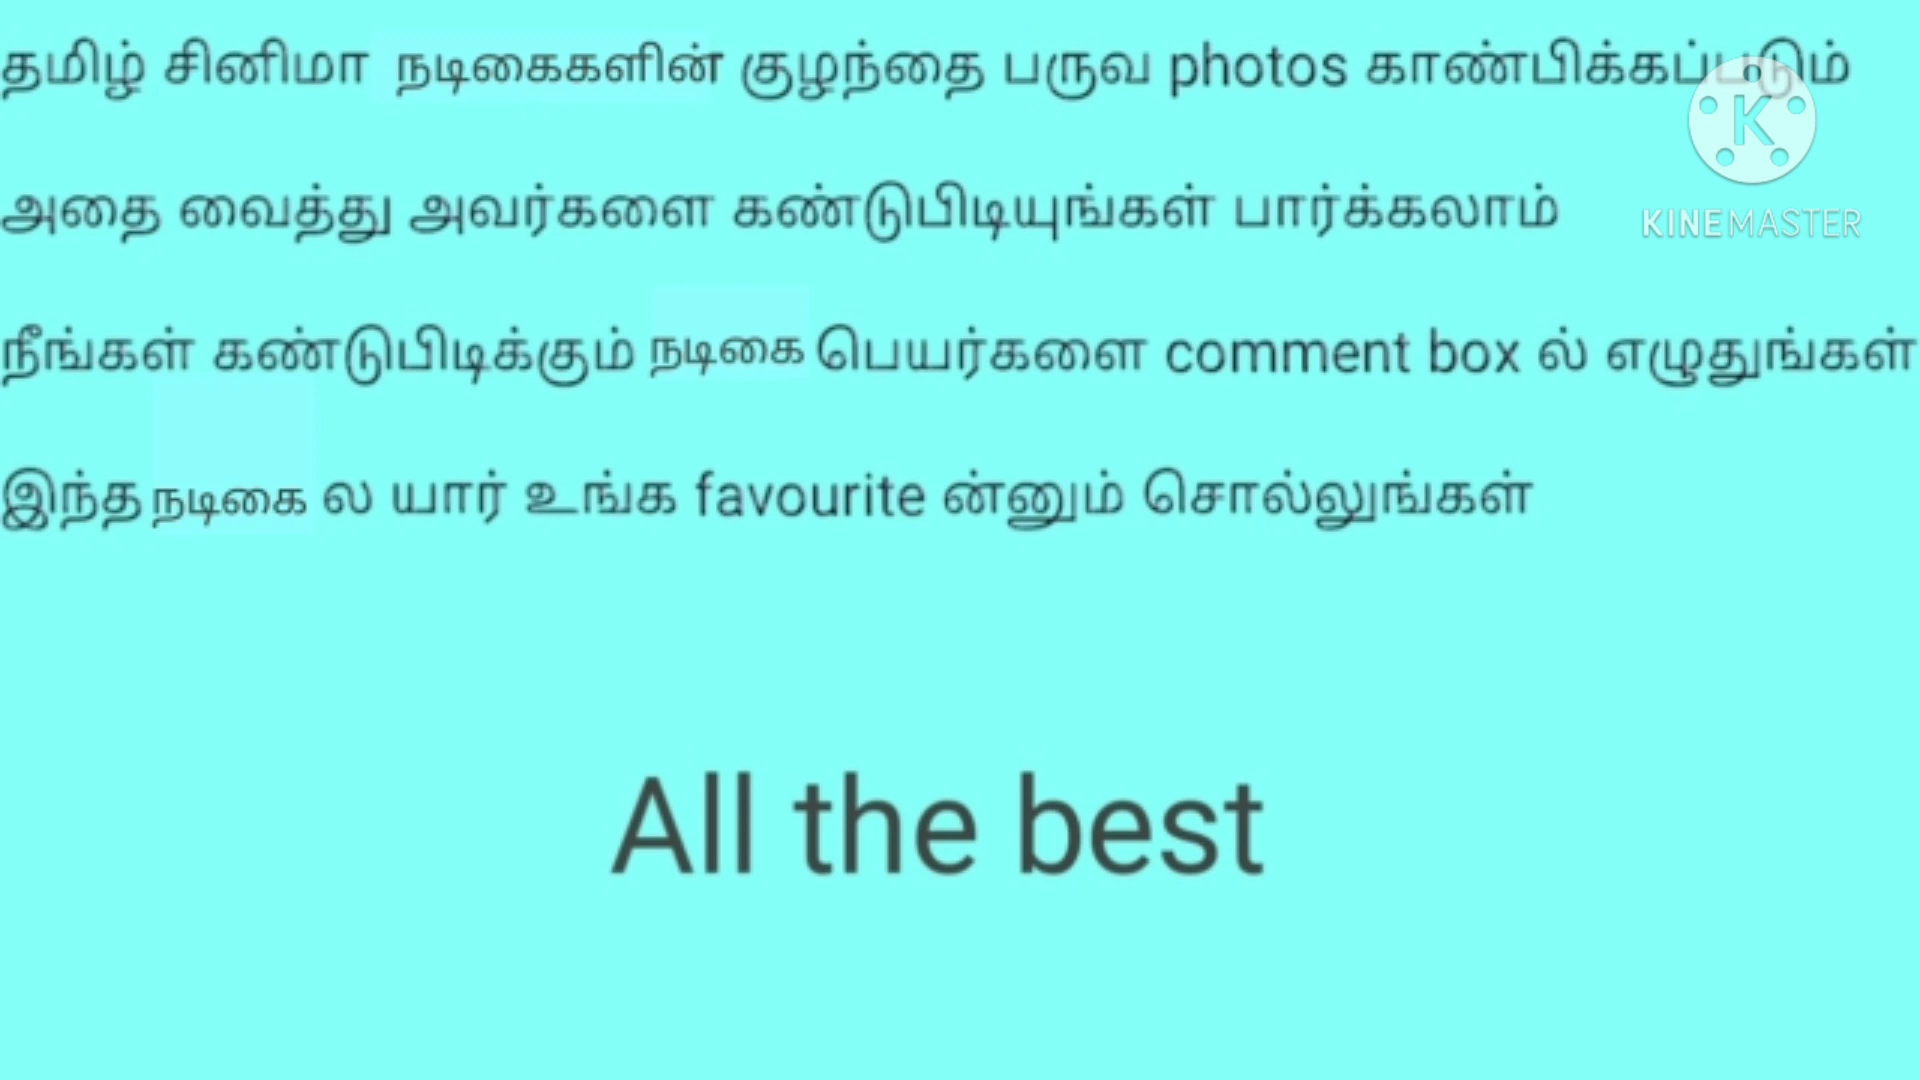 தமிழ் சினிமா நடிகைகளின் குழந்தை பருவ photos காண்பிக்கப்படும்
அதை வைத்து அவர்களை கண்டுபிடியுங்கள் பார்க்கலாம்
நீங்கள் கண்டுபிடிக்கும் நடிகை பெயர்களை comment box ல் எழுதுங்கள்
இந்த நடிகை ல யார் உங்க favourite ன்னும் சொல்லுங்கள்
All the best
K
KINEMASTER